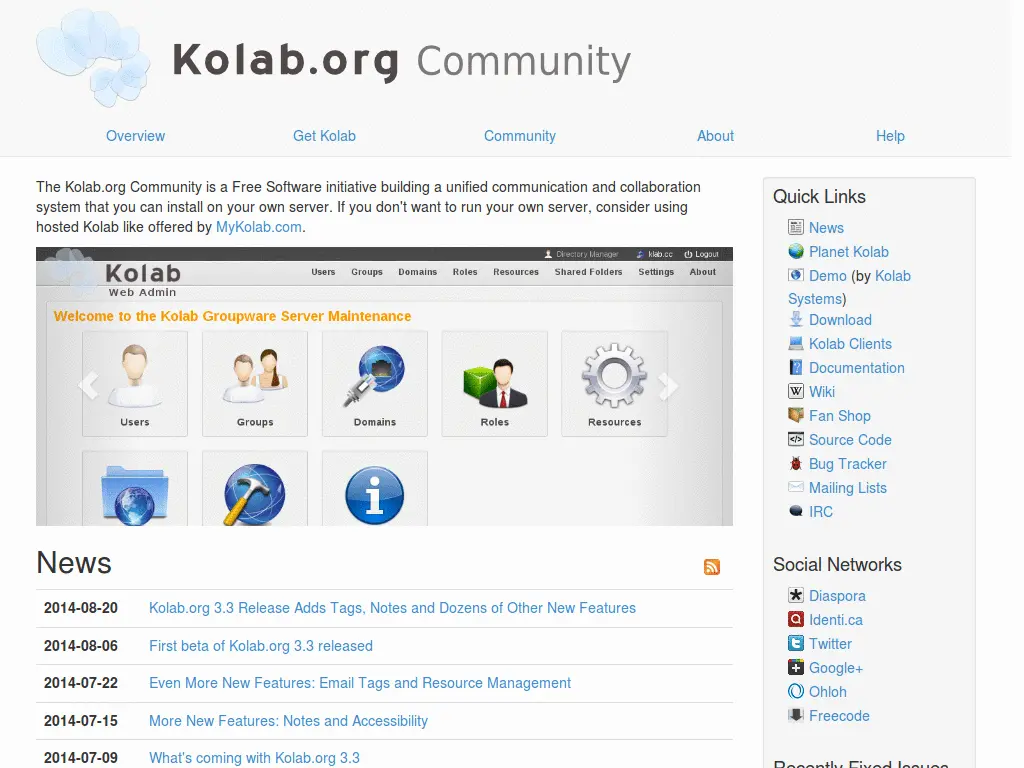 Kolab.org Community
Overview Get Kolab Community About Help
The Kolab.org Community is a Free Software initiative building a unified communication and collaboration
system that you can install on your own server. If you don't want to run your own server, consider using
hosted Kolab like offered by MyKolab.com.
Directory Manager klab.cc Logout
Kolab
Web Admin
Users Groups Domains Roles Resources Shared Folders Settings About
Welcome to the Kolab Groupware Server Maintenance
Users Groups Domains Roles Resources
News
2014-08-20 Kolab.org 3.3 Release Adds Tags, Notes and Dozens of Other New Features
2014-08-06 First beta of Kolab.org 3.3 released
2014-07-22 Even More New Features: Email Tags and Resource Management
2014-07-15 More New Features: Notes and Accessibility
2014-07-09 What's coming with Kolab.org 3.3
Quick Links
News
Planet Kolab
Demo (by Kolab
Systems)
Download
Kolab Clients
Documentation
Wiki
Fan Shop
Source Code
Bug Tracker
Mailing Lists
IRC
Social Networks
Diaspora
Identi.ca
Twitter
Google+
Ohloh
Freecode
Recently Fixed Issues